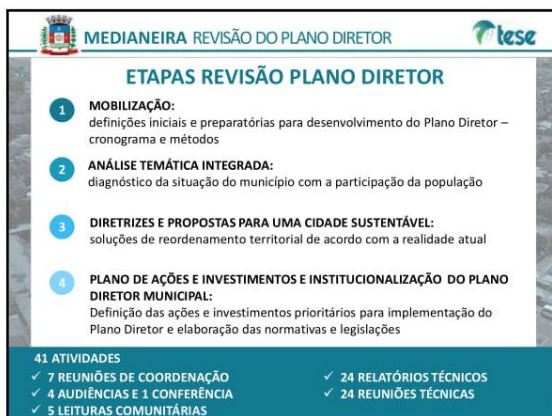 MEDIANEIRA REVISÃO DO PLANO DIRETOR
tese
ETAPAS REVISÃO PLANO DIRETOR
1
MOBILIZAÇÃO:
definições iniciais e preparatórias para desenvolvimento do Plano Diretor –
cronograma e métodos
2
ANÁLISE TEMÁTICA INTEGRADA:
diagnóstico da situação do município com a participação da população
3
DIRETRIZES E PROPOSTAS PARA UMA CIDADE SUSTENTÁVEL:
soluções de reordenamento territorial de acordo com a realidade atual
4
PLANO DE AÇÕES E INVESTIMENTOS E INSTITUCIONALIZAÇÃO DO PLANO
DIRETOR MUNICIPAL:
Definição das ações e investimentos prioritários para implementação do
Plano Diretor e elaboração das normativas e legislações
41 ATIVIDADES
✓ 7 REUNIÕES DE COORDENAÇÃO
✓ 4 AUDIÊNCIAS E 1 CONFERÊNCIA
✓ 5 LEITURAS COMUNITÁRIAS
✓ 24 RELATÓRIOS TÉCNICOS
✓ 24 REUNIÕES TÉCNICAS